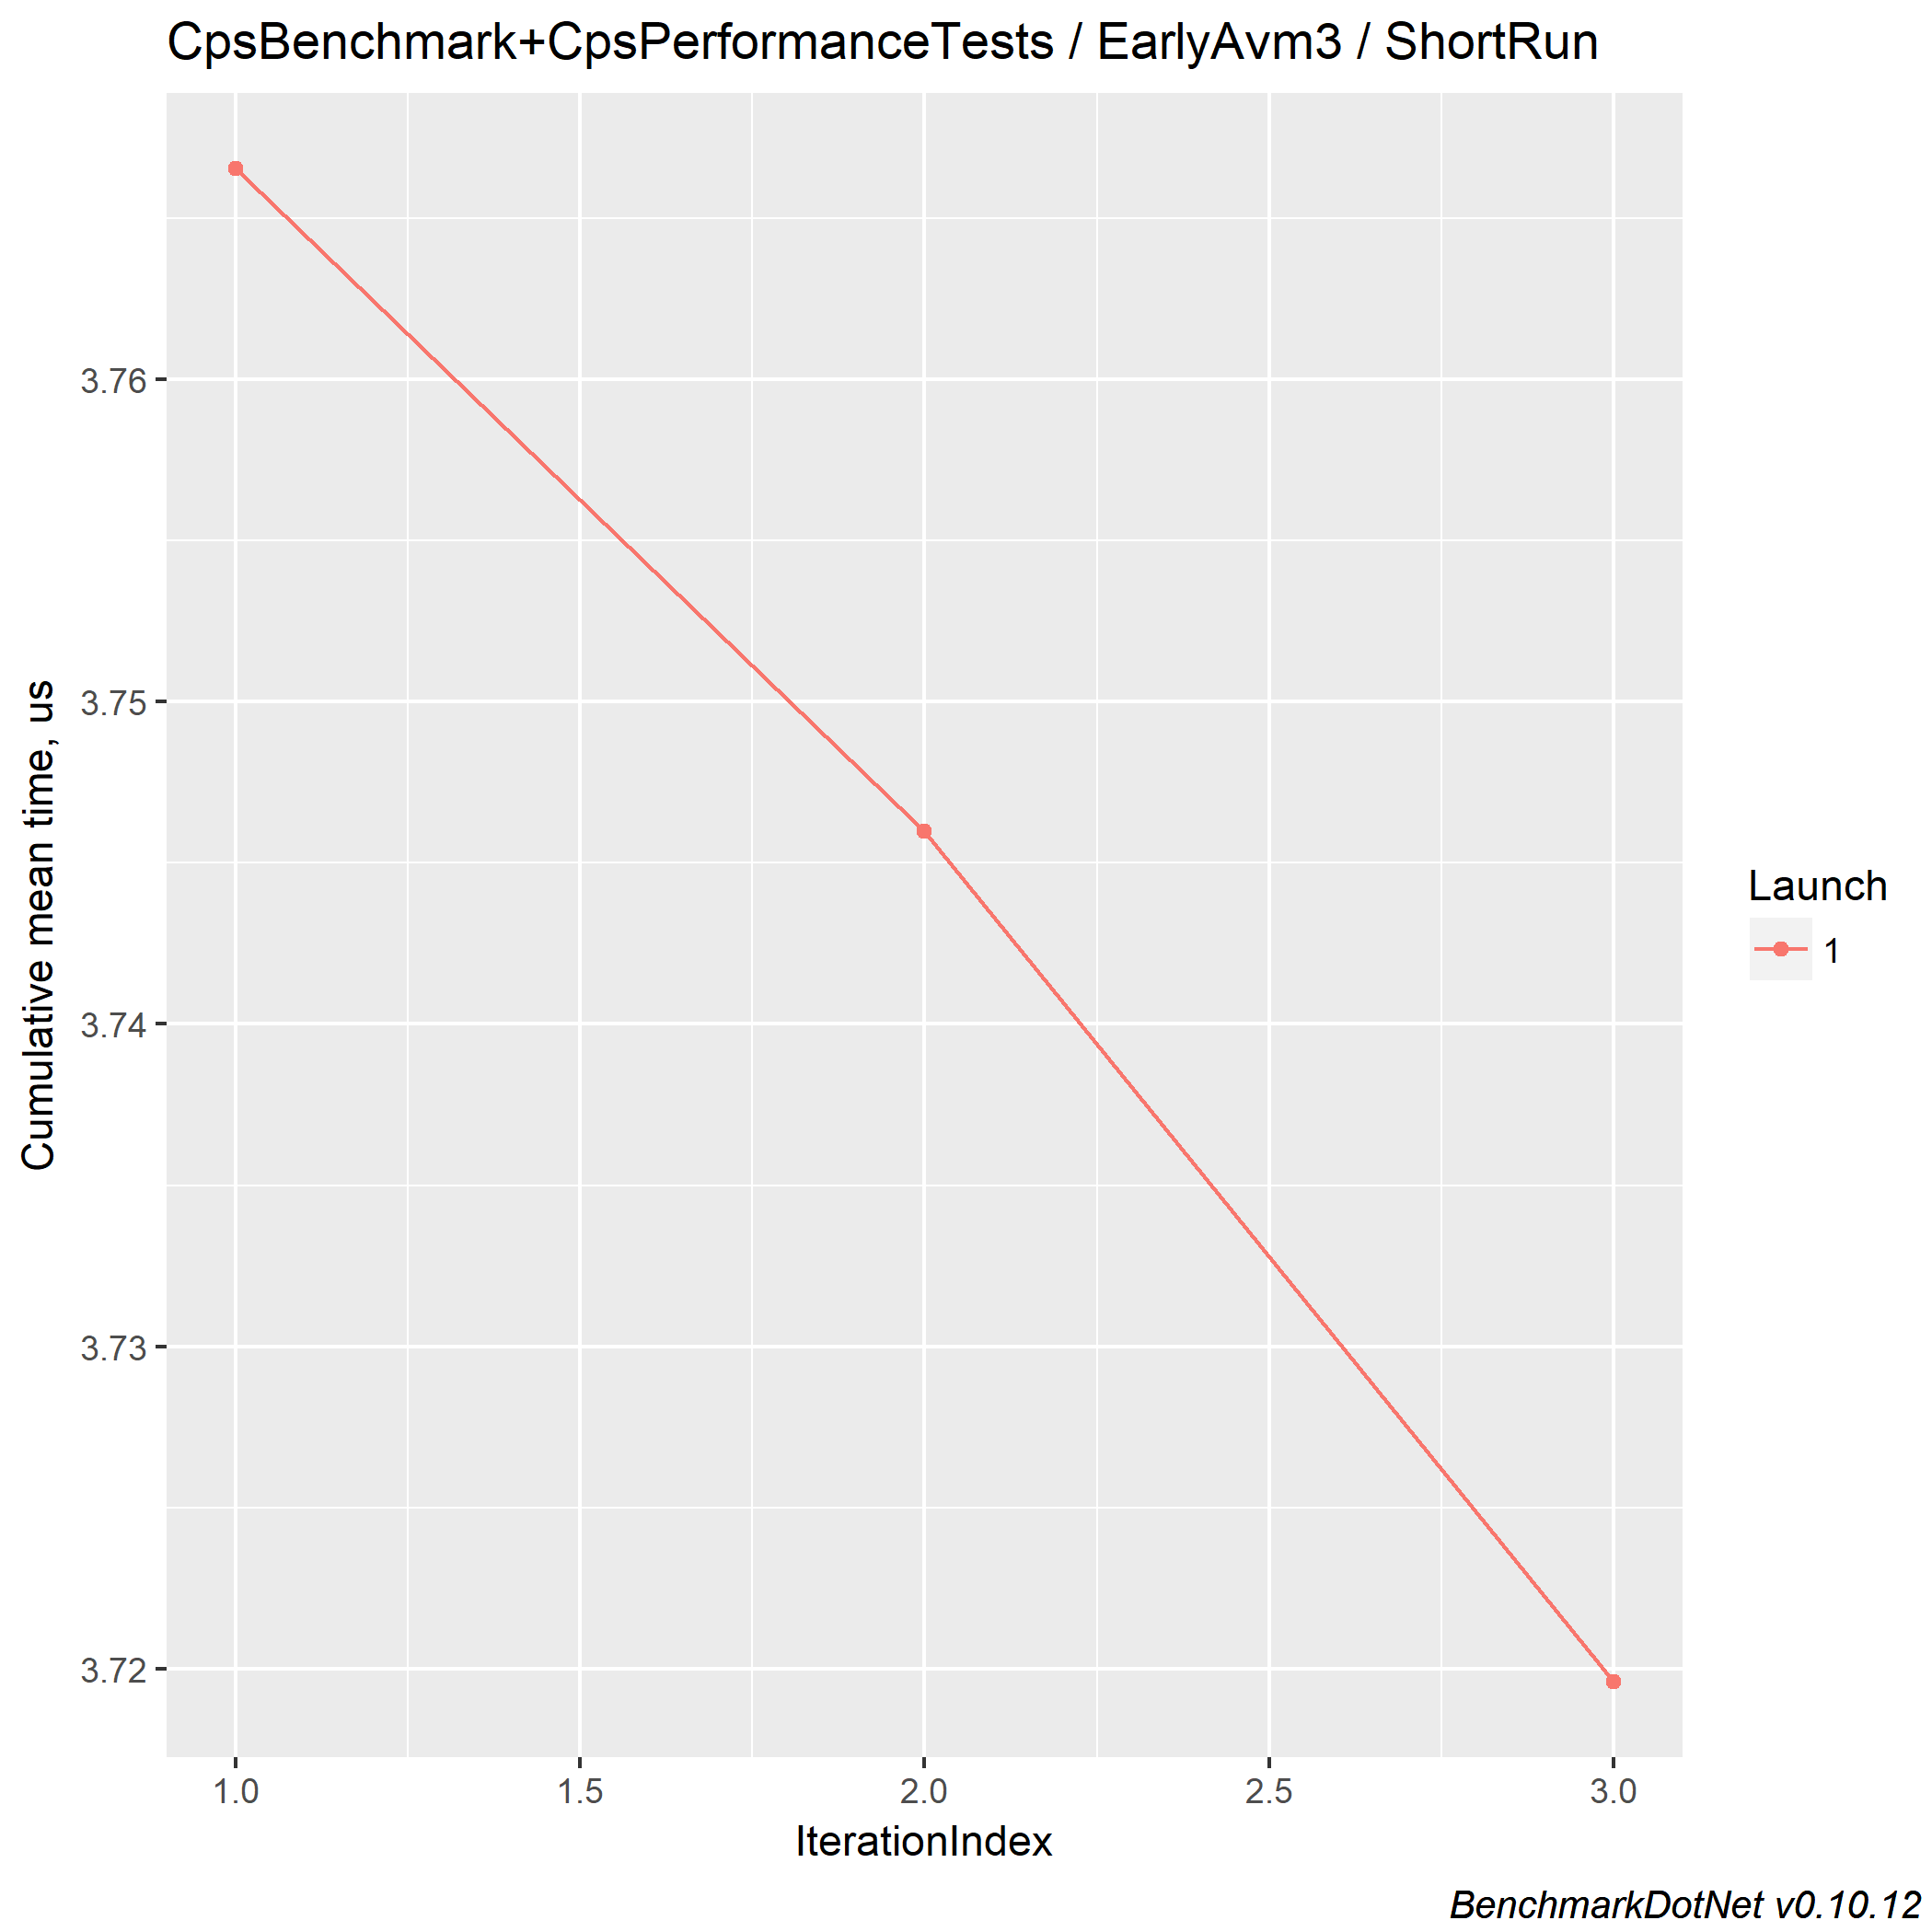 CpsBenchmark+CpsPerformanceTests / EarlyAvm3 / ShortRun
Cumulative mean time, us
3.76
3.75
3.74
3.73
3.72
1.0 1.5 2.0 2.5 3.0
IterationIndex
Launch
1
BenchmarkDotNet v0.10.12